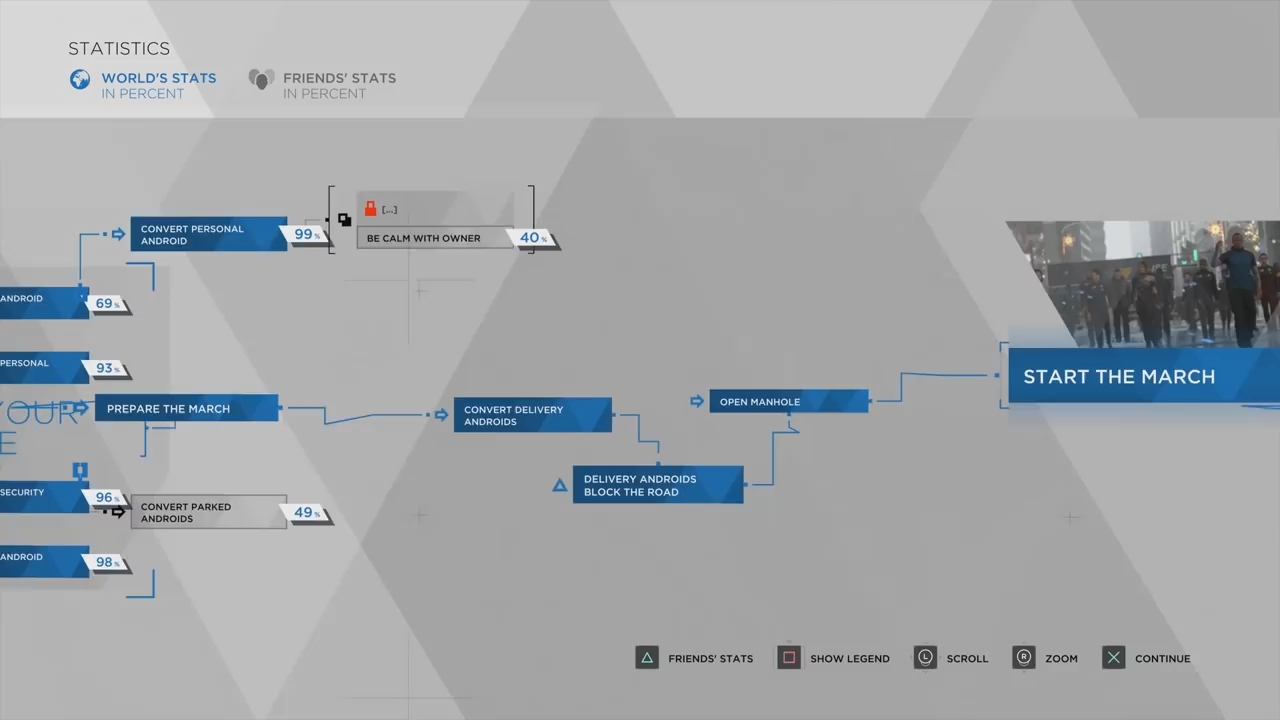 STATISTICS
WORLD'S STATS
IN PERCENT
FRIENDS' STATS
IN PERCENT
[...]
CONVERT PERSONAL
ANDROID
99%
BE CALM WITH OWNER
40%
ANDROID
69%
PERSONAL
93%
YOUR
E
PREPARE THE MARCH
CONVERT DELIVERY
ANDROIDS
OPEN MANHOLE
START THE MARCH
DELIVERY ANDROIDS
BLOCK THE ROAD
SECURITY
96%
CONVERT PARKED
ANDROIDS
49%
ANDROID
98%
FRIENDS' STATS
SHOW LEGEND
L
SCROLL
R
ZOOM
CONTINUE